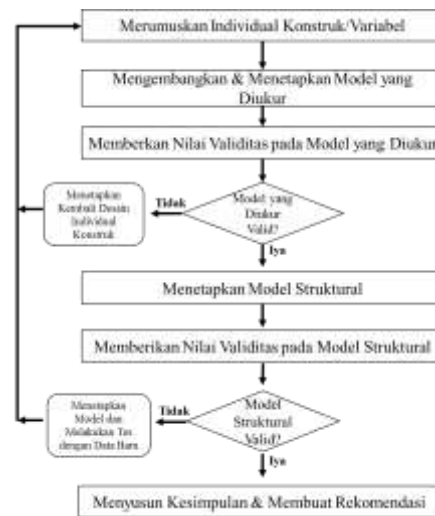 Merumuskan Individual Konstruk/Variabel
Mengembangkan & Menetapkan Model yang
Diukur
Memberkan Nilai Validitas pada Model yang Diukur
Tidak
Menetapkan
Kembali Desain
Individual
Konstruk
Model yang
Diukur
Valid?
Iya
Menetapkan Model Struktural
Memberikan Nilai Validitas pada Model Struktural
Tidak
Menetapkan
Model dan
Melakukan Tes
dengan Data Baru
Model
Struktural
Valid?
Iya
Menyusun Kesimpulan & Membuat Rekomendasi